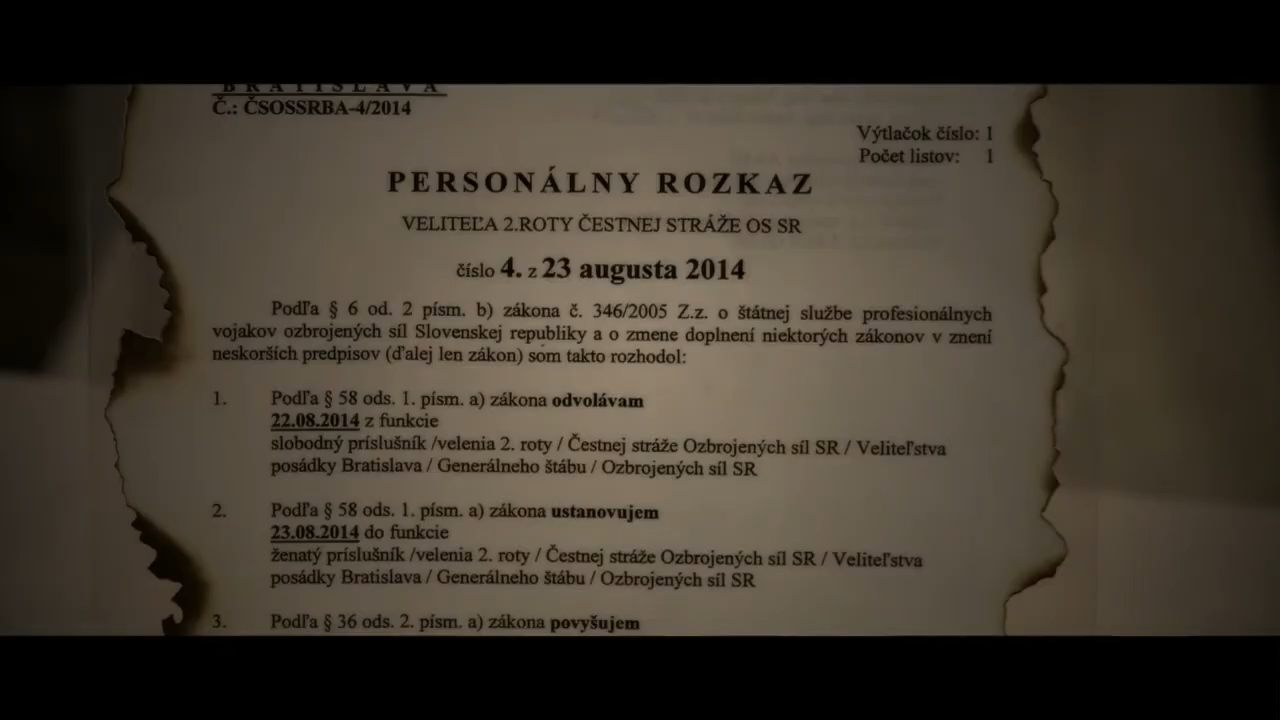 BRATISLAVA
Č.: ČSOSSRBA-4/2014
Výtlačok číslo: 1
Počet listov: 1
PERSONÁLNY ROZKAZ
VELITEĽA 2.ROTY ČESTNEJ STRÁŽE OS SR
číslo 4. z 23 augusta 2014
Podľa § 6 od. 2 písm. b) zákona č. 346/2005 Z.z. o štátnej službe profesionálnych
vojakov ozbrojených síl Slovenskej republiky a o zmene doplnení niektorých zákonov v znení
neskorších predpisov (ďalej len zákon) som takto rozhodol:
1. Podľa § 58 ods. 1. písm. a) zákona odvolávam
22.08.2014 z funkcie
slobodný príslušník /velenia 2. roty / Čestnej stráže Ozbrojených síl SR / Veliteľstva
posádky Bratislava / Generálneho štábu / Ozbrojených síl SR
2. Podľa § 58 ods. 1. písm. a) zákona ustanovujem
23.08.2014 do funkcie
ženatý príslušník /velenia 2. roty / Čestnej stráže Ozbrojených síl SR / Veliteľstva
posádky Bratislava / Generálneho štábu / Ozbrojených síl SR
3. Podľa § 36 ods. 2. písm. a) zákona povyšujem